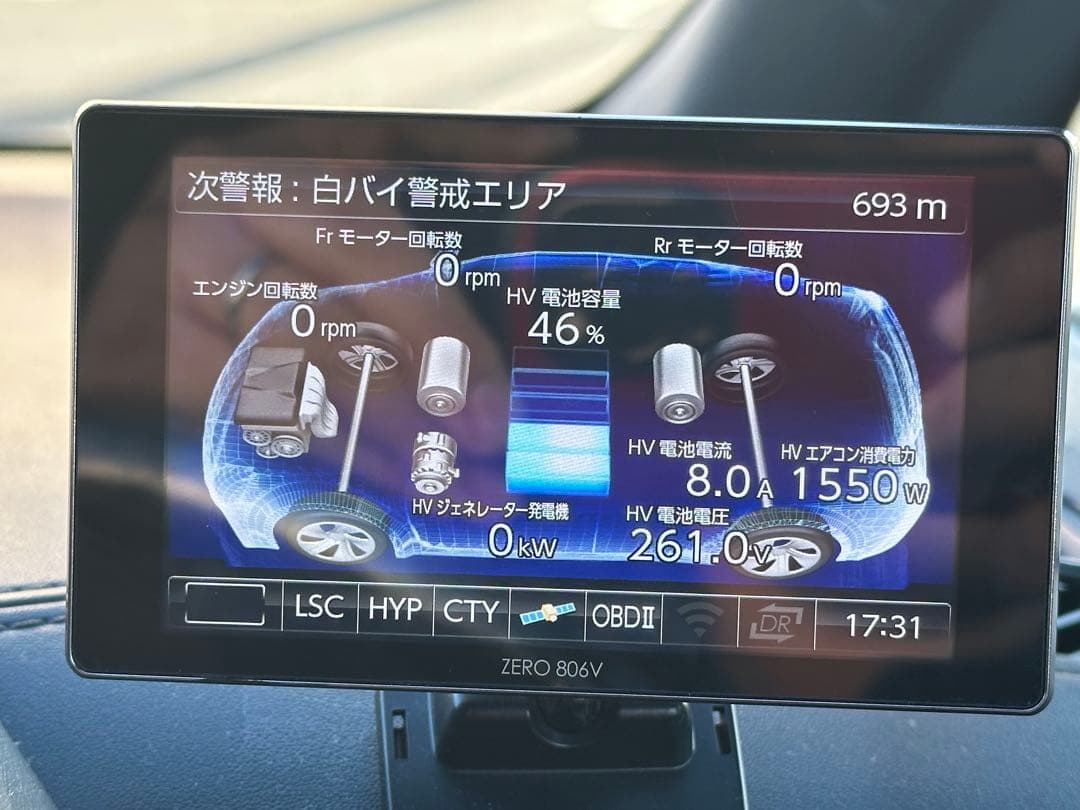 次警報：白バイ警戒エリア 693 m
Fr モーター回転数
0 rpm
Rr モーター回転数
0 rpm
エンジン回転数
0 rpm
HV 電池容量
46 %
HV 電池電流
8.0 A
HV エアコン消費電力
1550 W
HV ジェネレーター発電機
0 kW
HV 電池電圧
261.0 V
LSC HYP CTY OBDⅡ DR 17:31
ZERO 806V